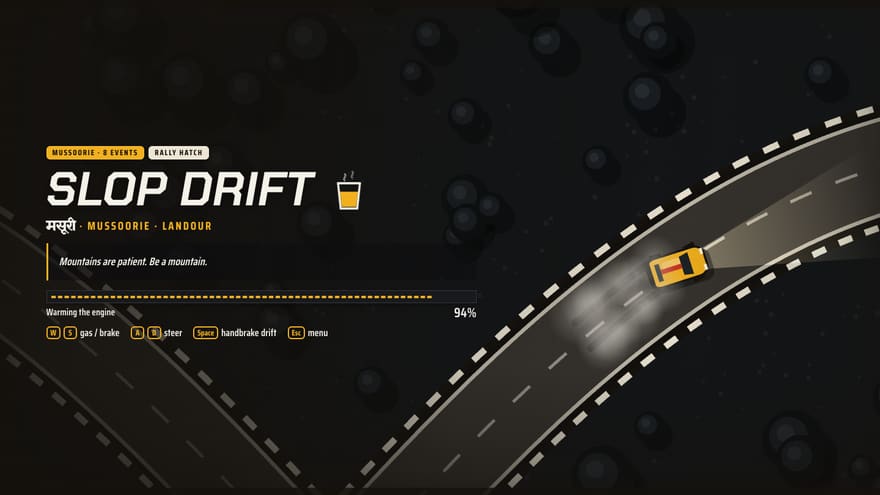 MUSSOORIE · 8 EVENTS RALLY HATCH
SLOP DRIFT
मसूरी · MUSSOORIE · LANDOUR
Mountains are patient. Be a mountain.
Warming the engine 94%
W S gas / brake A D steer Space handbrake drift Esc menu